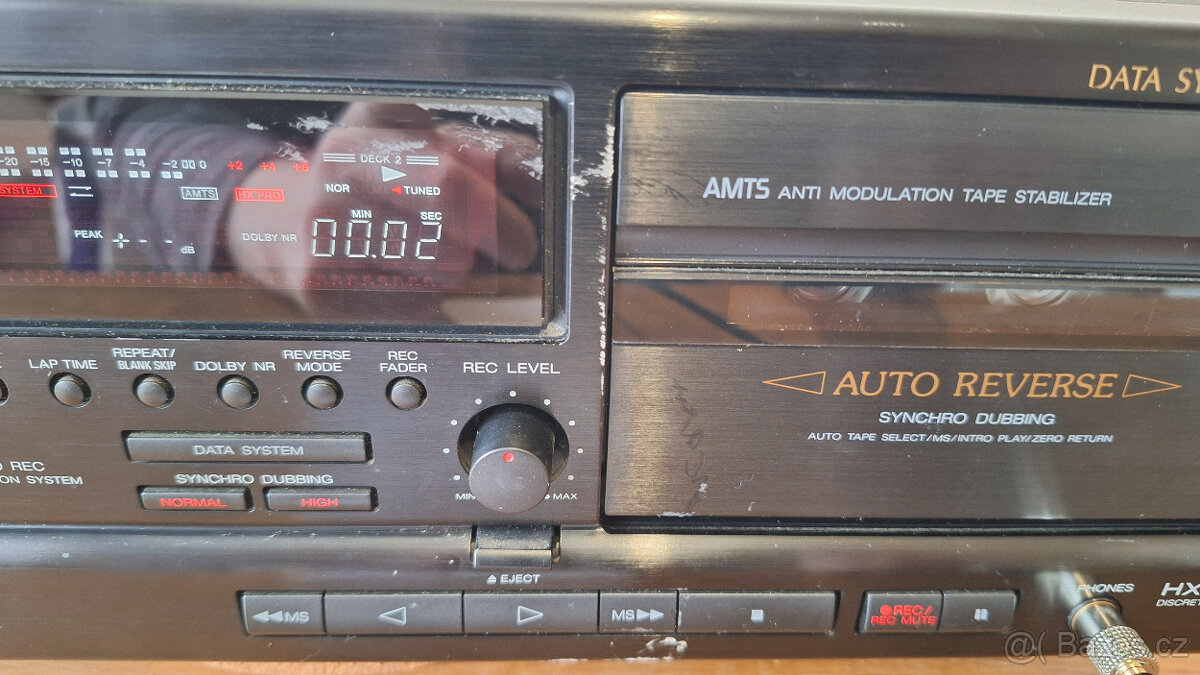 DATA SY
-20 -15 -10 -7 -4 -2 0 +2 +4 +6
SYSTEM
AMTS
HX PRO
DECK 2
NOR
TUNED
MIN SEC
PEAK
dB
DOLBY NR
00.02
AMTS ANTI MODULATION TAPE STABILIZER
LAP TIME
REPEAT/
BLANK SKIP
DOLBY NR
REVERSE
MODE
REC
FADER
REC LEVEL
MIN
MAX
DATA SYSTEM
SYNCHRO DUBBING
NORMAL
HIGH
REC
ON SYSTEM
AUTO REVERSE
SYNCHRO DUBBING
AUTO TAPE SELECT/MS/INTRO PLAY/ZERO RETURN
EJECT
◀◀MS
MS▶▶
●REC/
REC MUTE
PHONES
HX
DISCRET
@( Bazos.cz